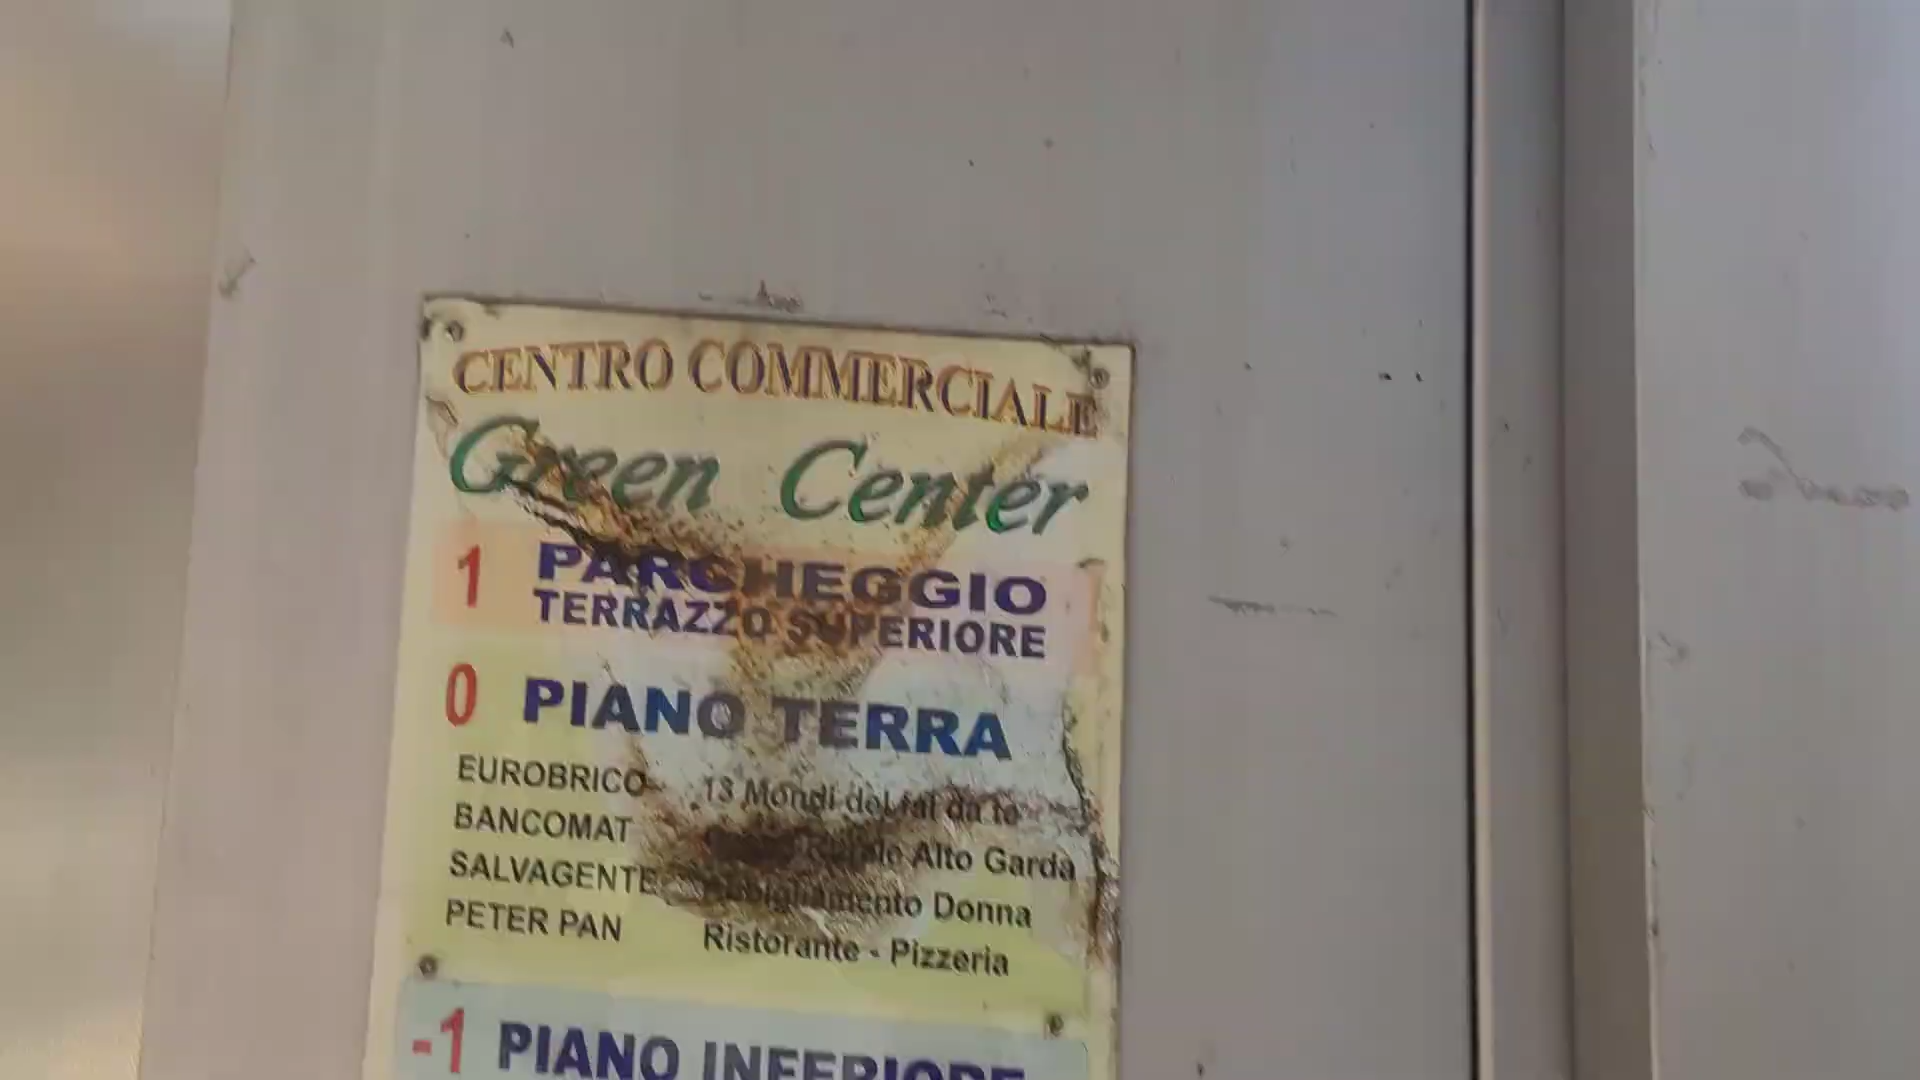 CENTRO COMMERCIALE
Green Center
1 PARCHEGGIO
TERRAZZO SUPERIORE
0 PIANO TERRA
EUROBRICO 13 Mondi del fai da te
BANCOMAT Rurale Alto Garda
SALVAGENTE Abbigliamento Donna
PETER PAN Ristorante - Pizzeria
-1 PIANO INFERIORE